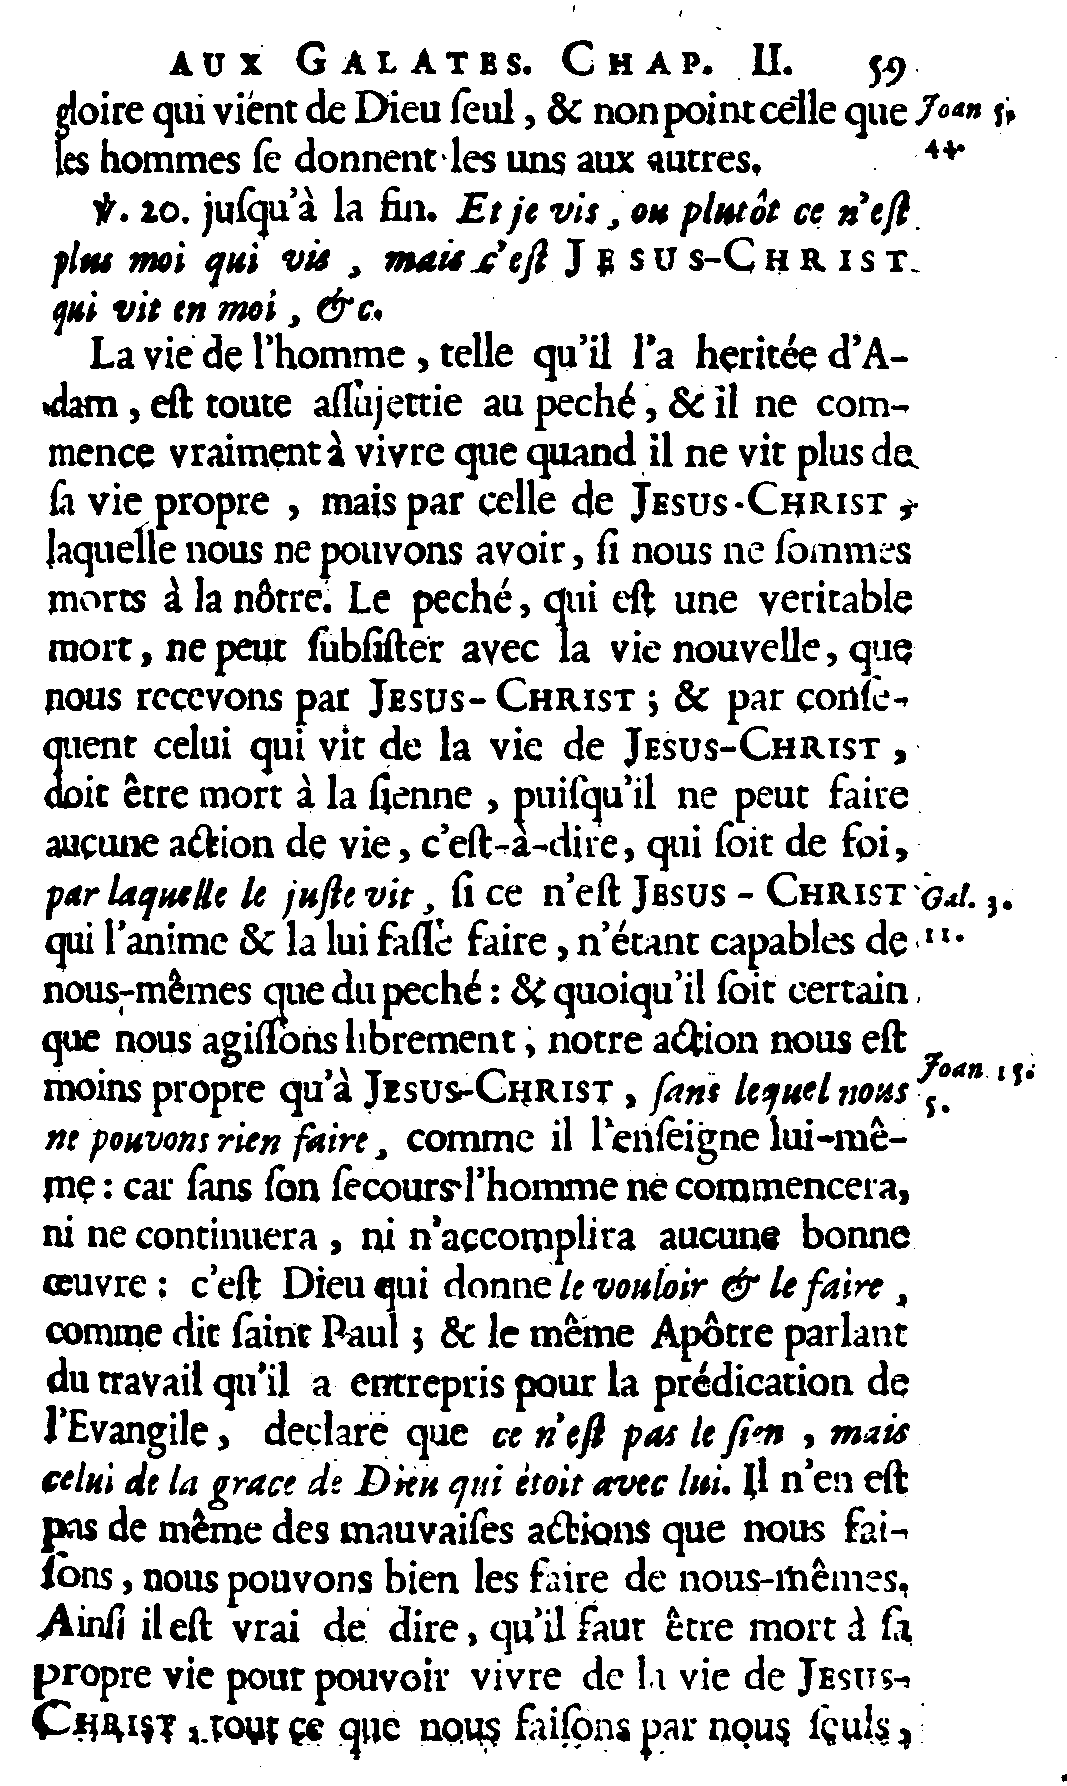 AUX GALATES. CHAP. II. 59
gloire qui vient de Dieu ſeul, & non point celle que Joan 5.
les hommes ſe donnent les uns aux autres. 44.
℣. 20. juſqu'à la fin. Et je vis, ou plutôt ce n'eſt
plus moi qui vis, mais c'eſt JESUS-CHRIST
qui vit en moi, &c.
La vie de l'homme, telle qu'il l'a heritée d'A-
dam, eſt toute aſſujettie au peché, & il ne com-
mence vraiment à vivre que quand il ne vit plus de
ſa vie propre, mais par celle de JESUS-CHRIST,
laquelle nous ne pouvons avoir, ſi nous ne ſommes
morts à la nôtre. Le peché, qui eſt une veritable
mort, ne peut ſubſiſter avec la vie nouvelle, que
nous recevons par JESUS-CHRIST; & par conſe-
quent celui qui vit de la vie de JESUS-CHRIST,
doit être mort à la ſienne, puiſqu'il ne peut faire
aucune action de vie, c'eſt-à-dire, qui ſoit de foi,
par laquelle le juſte vit, ſi ce n'eſt JESUS-CHRIST Gal. 3.
qui l'anime & la lui faſſe faire, n'étant capables de 11.
nous-mêmes que du peché: & quoiqu'il ſoit certain
que nous agiſſons librement, notre action nous eſt
moins propre qu'à JESUS-CHRIST, ſans lequel nous Joan 15.
ne pouvons rien faire, comme il l'enſeigne lui-mê- 5.
me: car ſans ſon ſecours l'homme ne commencera,
ni ne continuera, ni n'accomplira aucune bonne
œuvre: c'eſt Dieu qui donne le vouloir & le faire,
comme dit ſaint Paul; & le même Apôtre parlant
du travail qu'il a entrepris pour la prédication de
l'Evangile, declare que ce n'eſt pas le ſien, mais
celui de la grace de Dieu qui étoit avec lui. Il n'en eſt
pas de même des mauvaiſes actions que nous fai-
ſons, nous pouvons bien les faire de nous-mêmes.
Ainſi il eſt vrai de dire, qu'il faut être mort à ſa
propre vie pour pouvoir vivre de la vie de JESUS-
CHRIST, tout ce que nous faiſons par nous ſeuls,